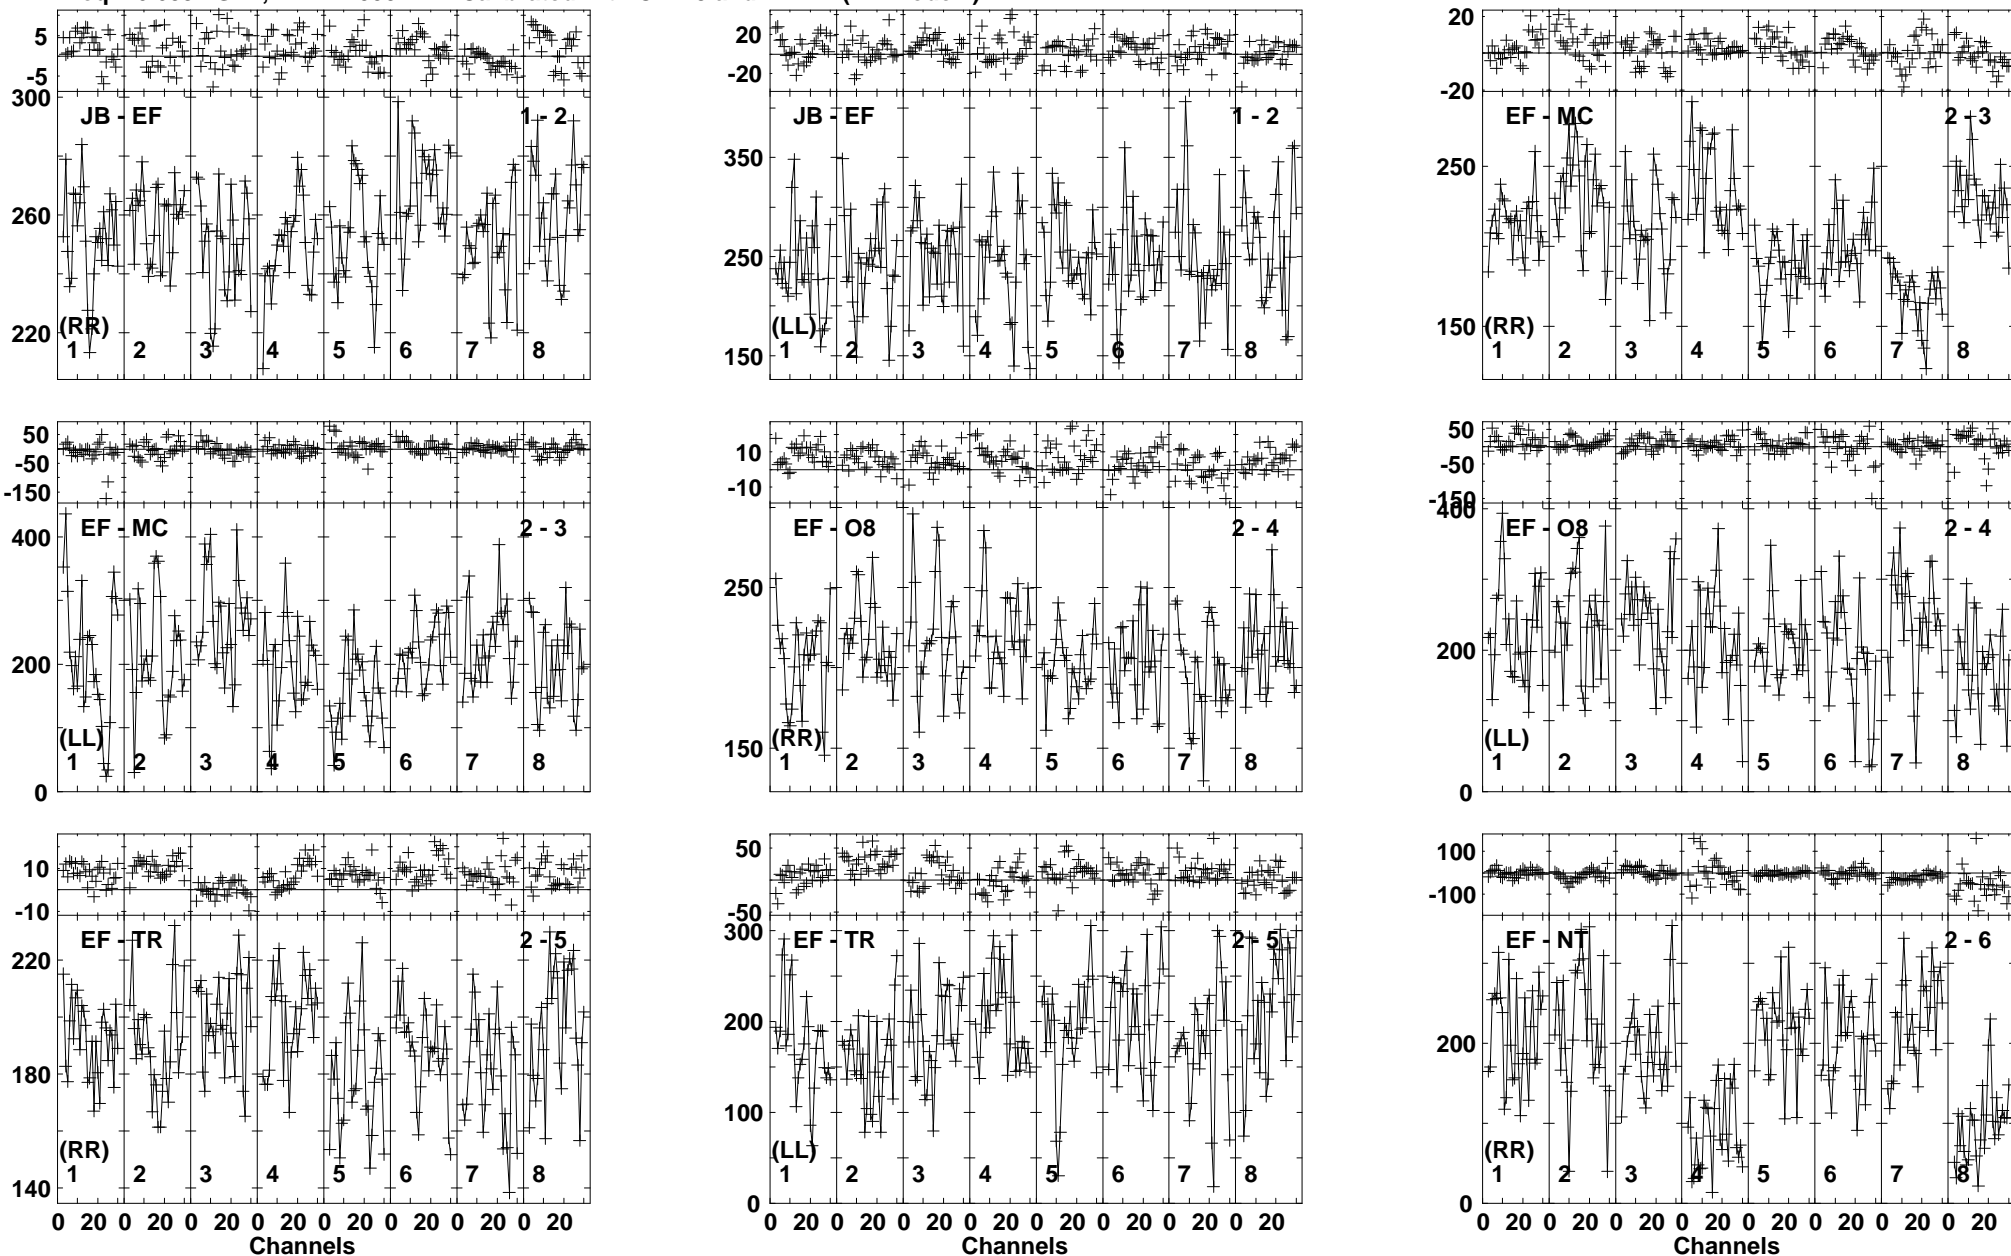 5 20 20
-5 -20 -20
300 JB - EF 1 - 2 JB - EF 1 - 2 EF - MC 2 - 3
350 250
260 250
220 (RR) (LL) 150 (RR)
1 2 3 4 5 6 7 8 150 1 2 3 4 5 6 7 8 1 2 3 4 5 6 7 8
50 10 50
-50 -10 -50
-150 -150
400 EF - MC 2 - 3 EF - O8 2 - 4 400 EF - O8 2 - 4
250
200 200
(LL) 150 (RR) (LL)
1 2 3 4 5 6 7 8 1 2 3 4 5 6 7 8 1 2 3 4 5 6 7 8
0 0
10 50 100
-10 -50 -100
220 EF - TR 2 - 5 300 EF - TR 2 - 5 EF - NT 2 - 6
200 200
180 100
(RR) (LL) (RR)
140 1 2 3 4 5 6 7 8 0 1 2 3 4 5 6 7 8 0 1 2 3 4 5 6 7 8
0 20 0 20 0 20 0 20 0 20 0 20 0 20 0 20 0 20 0 20 0 20 0 20 0 20 0 20 0 20 0 20 0 20 0 20 0 20 0 20 0 20 0 20 0 20 0 20
Channels Channels Channels